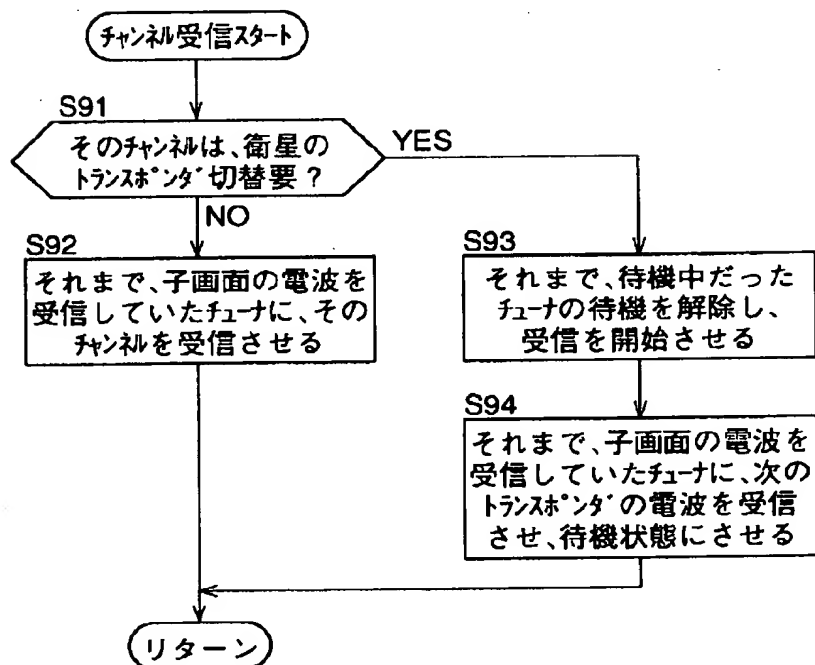 チャンネル受信スタート
S91
そのチャンネルは、衛星の
トランスポンダ切替要？
YES
NO
S92
それまで、子画面の電波を
受信していたチューナに、その
チャンネルを受信させる
S93
それまで、待機中だった
チューナの待機を解除し、
受信を開始させる
S94
それまで、子画面の電波を
受信していたチューナに、次の
トランスポンダの電波を受信
させ、待機状態にさせる
リターン